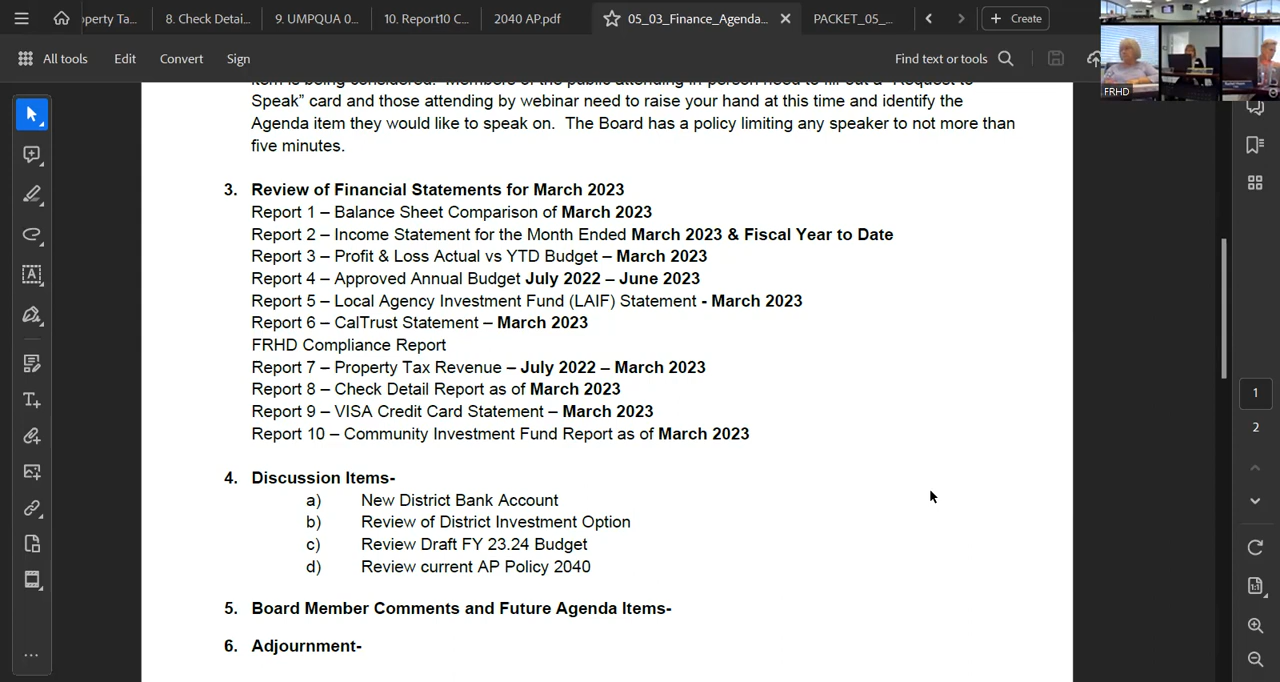 perty Ta...
8. Check Detai...
9. UMPQUA 0...
10. Report10 C...
2040 AP.pdf
05_03_Finance_Agenda...
PACKET_05_...
Create
All tools
Edit
Convert
Sign
Find text or tools
FRHD
Speak” card and those attending by webinar need to raise your hand at this time and identify the
Agenda item they would like to speak on. The Board has a policy limiting any speaker to not more than
five minutes.
3. Review of Financial Statements for March 2023
Report 1 – Balance Sheet Comparison of March 2023
Report 2 – Income Statement for the Month Ended March 2023 & Fiscal Year to Date
Report 3 – Profit & Loss Actual vs YTD Budget – March 2023
Report 4 – Approved Annual Budget July 2022 – June 2023
Report 5 – Local Agency Investment Fund (LAIF) Statement - March 2023
Report 6 – CalTrust Statement – March 2023
FRHD Compliance Report
Report 7 – Property Tax Revenue – July 2022 – March 2023
Report 8 – Check Detail Report as of March 2023
Report 9 – VISA Credit Card Statement – March 2023
Report 10 – Community Investment Fund Report as of March 2023
4. Discussion Items-
a) New District Bank Account
b) Review of District Investment Option
c) Review Draft FY 23.24 Budget
d) Review current AP Policy 2040
5. Board Member Comments and Future Agenda Items-
6. Adjournment-
1
2